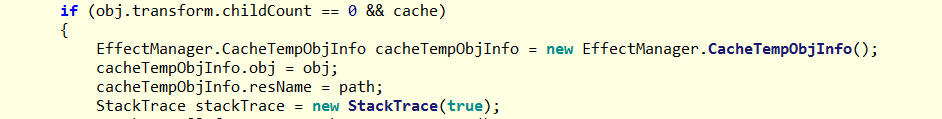 if (obj.transform.childCount == 0 && cache)
{
EffectManager.CacheTempObjInfo cacheTempObjInfo = new EffectManager.CacheTempObjInfo();
cacheTempObjInfo.obj = obj;
cacheTempObjInfo.resName = path;
StackTrace stackTrace = new StackTrace(true);